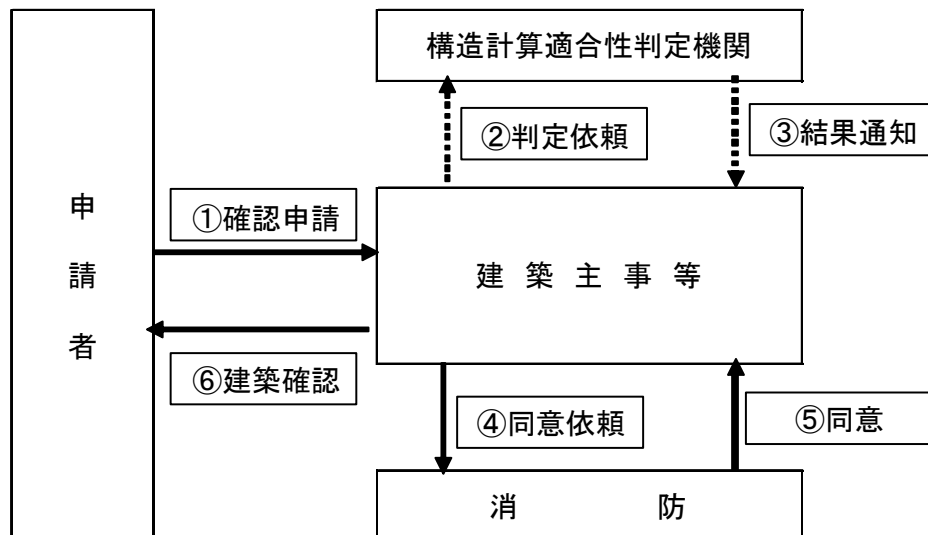 構造計算適合性判定機関
②判定依頼
③結果通知
申請者
①確認申請
建築主事等
⑥建築確認
④同意依頼
⑤同意
消防